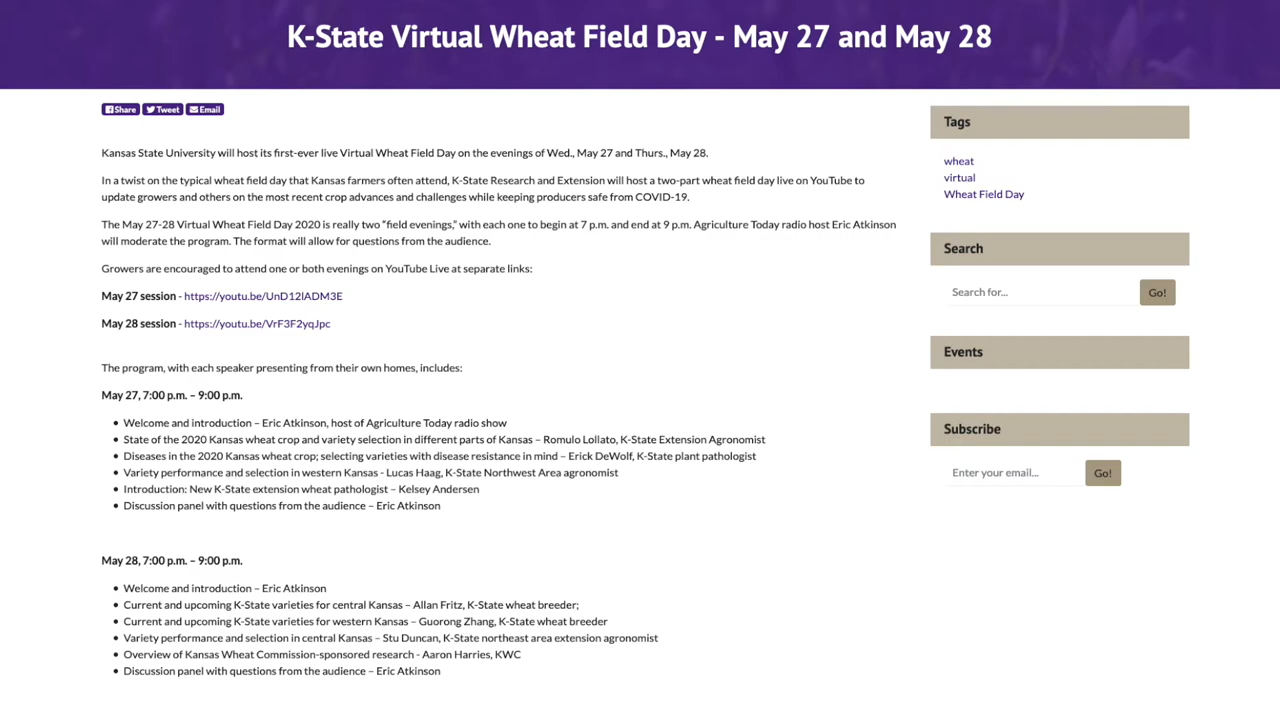 K-State Virtual Wheat Field Day - May 27 and May 28
Share Tweet Email
Kansas State University will host its first-ever live Virtual Wheat Field Day on the evenings of Wed., May 27 and Thurs., May 28.
In a twist on the typical wheat field day that Kansas farmers often attend, K-State Research and Extension will host a two-part wheat field day live on YouTube to
update growers and others on the most recent crop advances and challenges while keeping producers safe from COVID-19.
The May 27-28 Virtual Wheat Field Day 2020 is really two “field evenings,” with each one to begin at 7 p.m. and end at 9 p.m. Agriculture Today radio host Eric Atkinson
will moderate the program. The format will allow for questions from the audience.
Growers are encouraged to attend one or both evenings on YouTube Live at separate links:
May 27 session - https://youtu.be/UnD12lADM3E
May 28 session - https://youtu.be/VrF3F2yqJpc
The program, with each speaker presenting from their own homes, includes:
May 27, 7:00 p.m. – 9:00 p.m.
• Welcome and introduction – Eric Atkinson, host of Agriculture Today radio show
• State of the 2020 Kansas wheat crop and variety selection in different parts of Kansas – Romulo Lollato, K-State Extension Agronomist
• Diseases in the 2020 Kansas wheat crop; selecting varieties with disease resistance in mind – Erick DeWolf, K-State plant pathologist
• Variety performance and selection in western Kansas - Lucas Haag, K-State Northwest Area agronomist
• Introduction: New K-State extension wheat pathologist – Kelsey Andersen
• Discussion panel with questions from the audience – Eric Atkinson
May 28, 7:00 p.m. – 9:00 p.m.
• Welcome and introduction – Eric Atkinson
• Current and upcoming K-State varieties for central Kansas – Allan Fritz, K-State wheat breeder;
• Current and upcoming K-State varieties for western Kansas – Guorong Zhang, K-State wheat breeder
• Variety performance and selection in central Kansas – Stu Duncan, K-State northeast area extension agronomist
• Overview of Kansas Wheat Commission-sponsored research - Aaron Harries, KWC
• Discussion panel with questions from the audience – Eric Atkinson
Tags
wheat
virtual
Wheat Field Day
Search
Search for... Go!
Events
Subscribe
Enter your email... Go!